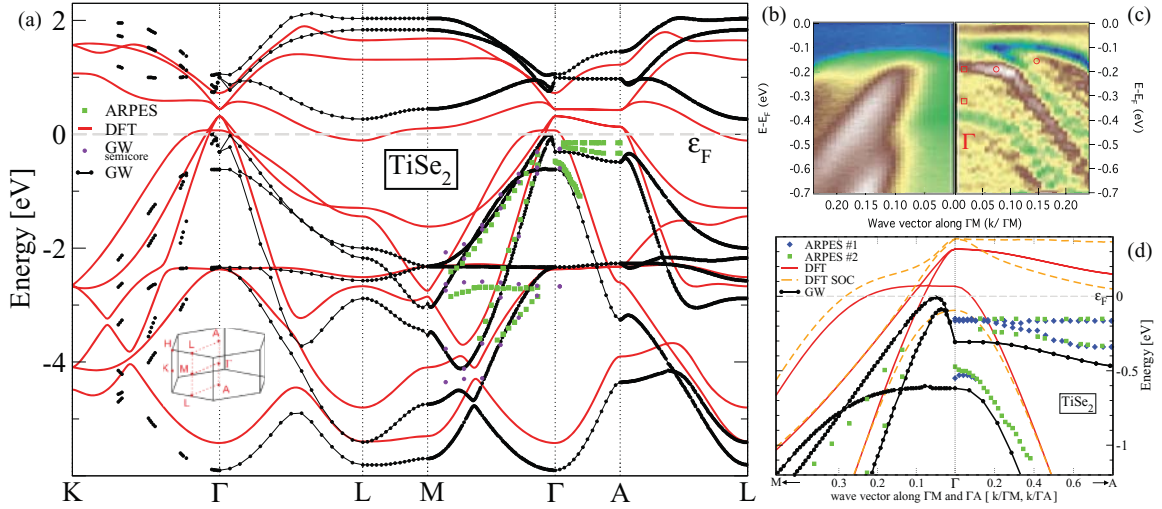 (a)
2
0
-2
-4
Energy [eV]
ARPES
DFT
GW
semicore
GW
TiSe2
εF
H
A
L
K
M
Γ
A
L
K
Γ
L
M
Γ
A
L
(b)
(c)
0.0
-0.1
-0.2
-0.3
-0.4
-0.5
-0.6
-0.7
E-EF (eV)
Γ
0.0
-0.1
-0.2
-0.3
-0.4
-0.5
-0.6
-0.7
E-EF (eV)
0.20
0.15
0.10
0.05
0.00
0.05
0.10
0.15
0.20
Wave vector along ΓM (k/ ΓM)
ARPES #1
ARPES #2
DFT
DFT SOC
GW
(d)
εF
0
-0.5
-1
Energy [eV]
TiSe2
M
0.3
0.2
0.1
Γ
0.2
0.4
0.6
A
wave vector along ΓM and ΓA [ k/ΓM, k/ΓA]